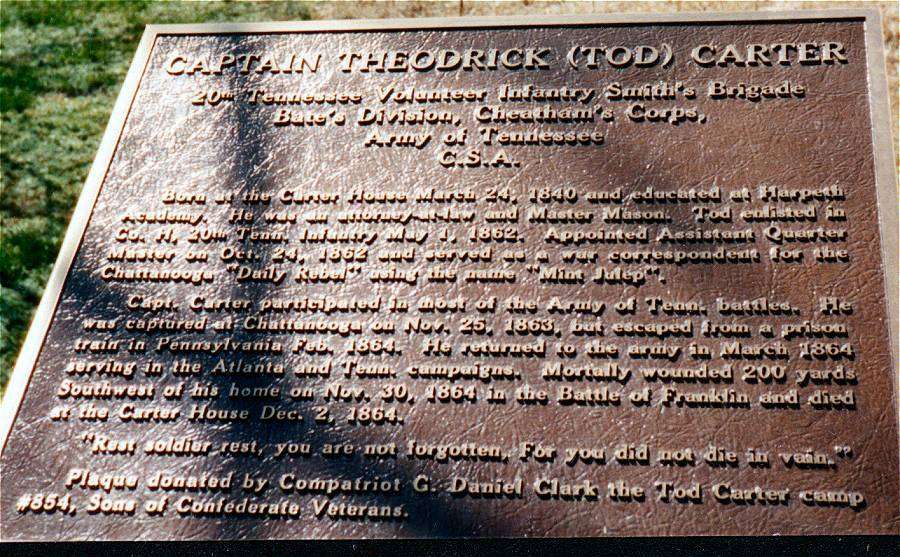 CAPTAIN THEODRICK (TOD) CARTER
20th Tennessee Volunteer Infantry Smith's Brigade
Bate's Division, Cheatham's Corps,
Army of Tennessee
C.S.A.
Born at the Carter House March 24, 1840 and educated at Harpeth
Academy. He was an attorney-at-law and Master Mason. Tod enlisted in
Co. H, 20th Tenn. Infantry May 1, 1862. Appointed Assistant Quarter
Master on Oct. 24, 1862 and served as a war correspondent for the
Chattanooga "Daily Rebel" using the name "Mint Julep".
Capt. Carter participated in most of the Army of Tenn. battles. He
was captured at Chattanooga on Nov. 25, 1863, but escaped from a prison
train in Pennsylvania Feb. 1864. He returned to the army in March 1864
serving in the Atlanta and Tenn. campaigns. Mortally wounded 200 yards
Southwest of his home on Nov. 30, 1864 in the Battle of Franklin and died
at the Carter House Dec. 2, 1864.
"Rest soldier rest, you are not forgotten, For you did not die in vain."
Plaque donated by Compatriot G. Daniel Clark the Tod Carter camp
#854, Sons of Confederate Veterans.